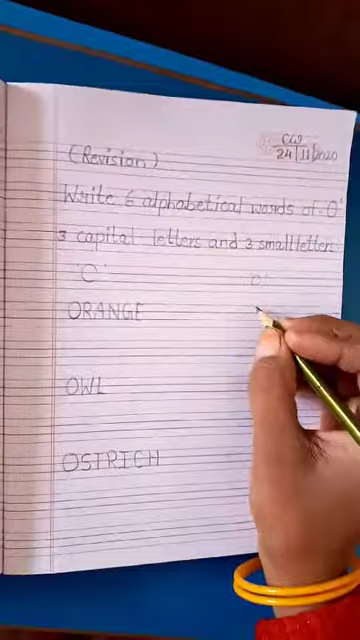 CW
24/11/2020
(Revision)
Write 6 alphabetical words of 'O'
3 capital letters and 3 small letters
'O' 'o'
ORANGE
OWL
OSTRICH